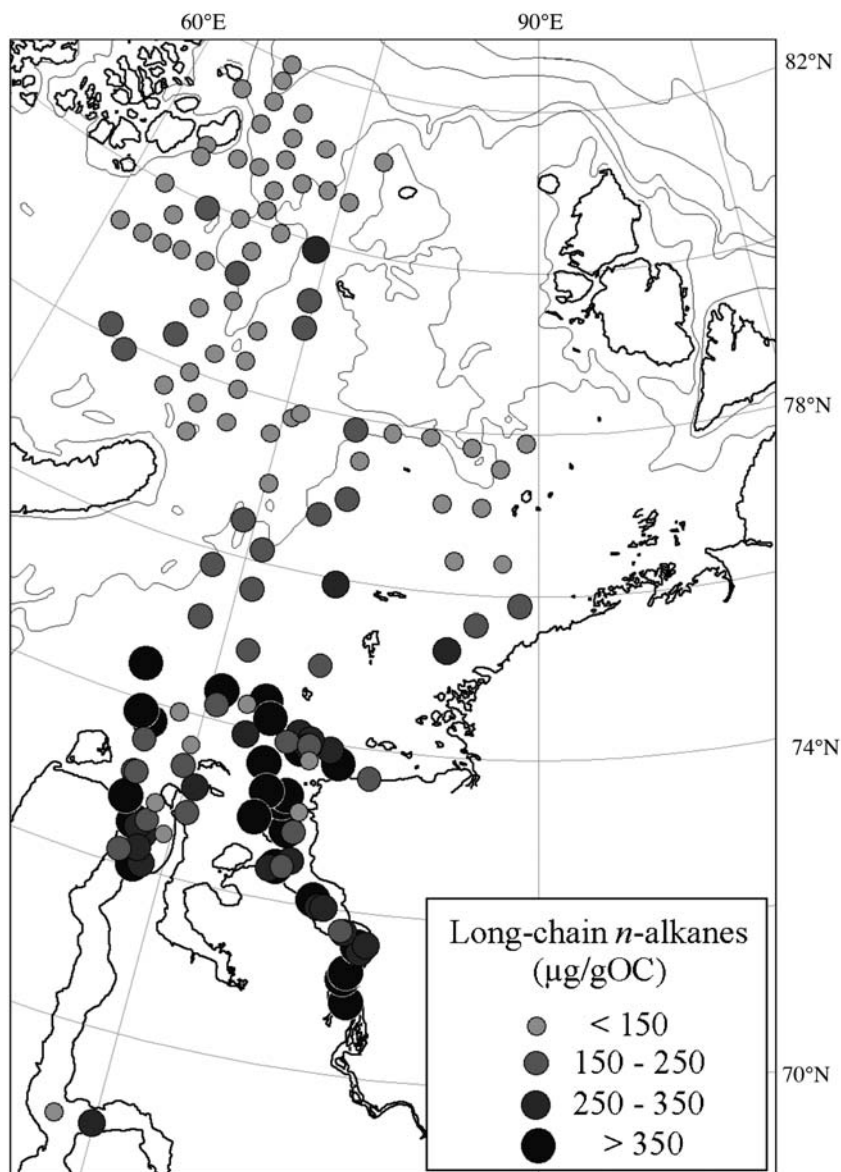 60°E
90°E
82°N
78°N
74°N
70°N
Long-chain n-alkanes
(µg/gOC)
< 150
150 - 250
250 - 350
> 350